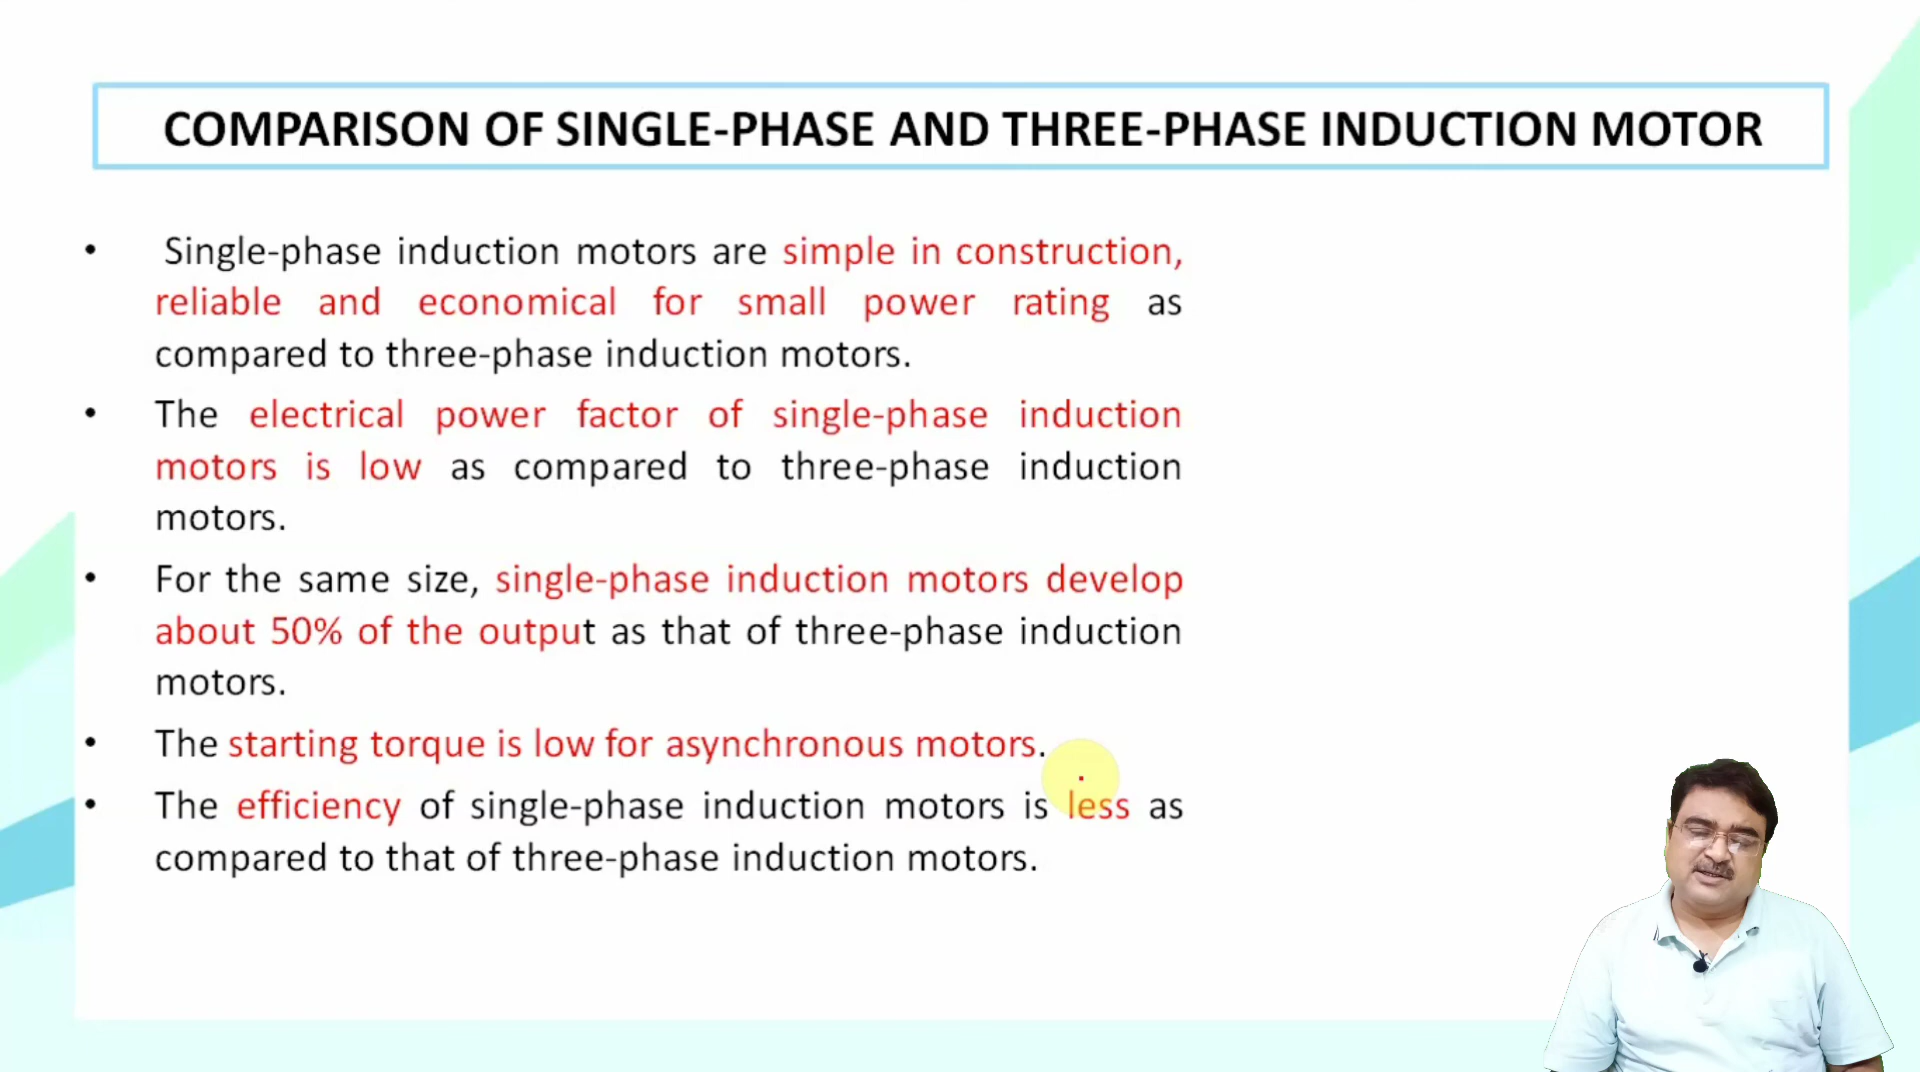 COMPARISON OF SINGLE-PHASE AND THREE-PHASE INDUCTION MOTOR
• Single-phase induction motors are simple in construction,
reliable and economical for small power rating as
compared to three-phase induction motors.
• The electrical power factor of single-phase induction
motors is low as compared to three-phase induction
motors.
• For the same size, single-phase induction motors develop
about 50% of the output as that of three-phase induction
motors.
• The starting torque is low for asynchronous motors.
• The efficiency of single-phase induction motors is less as
compared to that of three-phase induction motors.